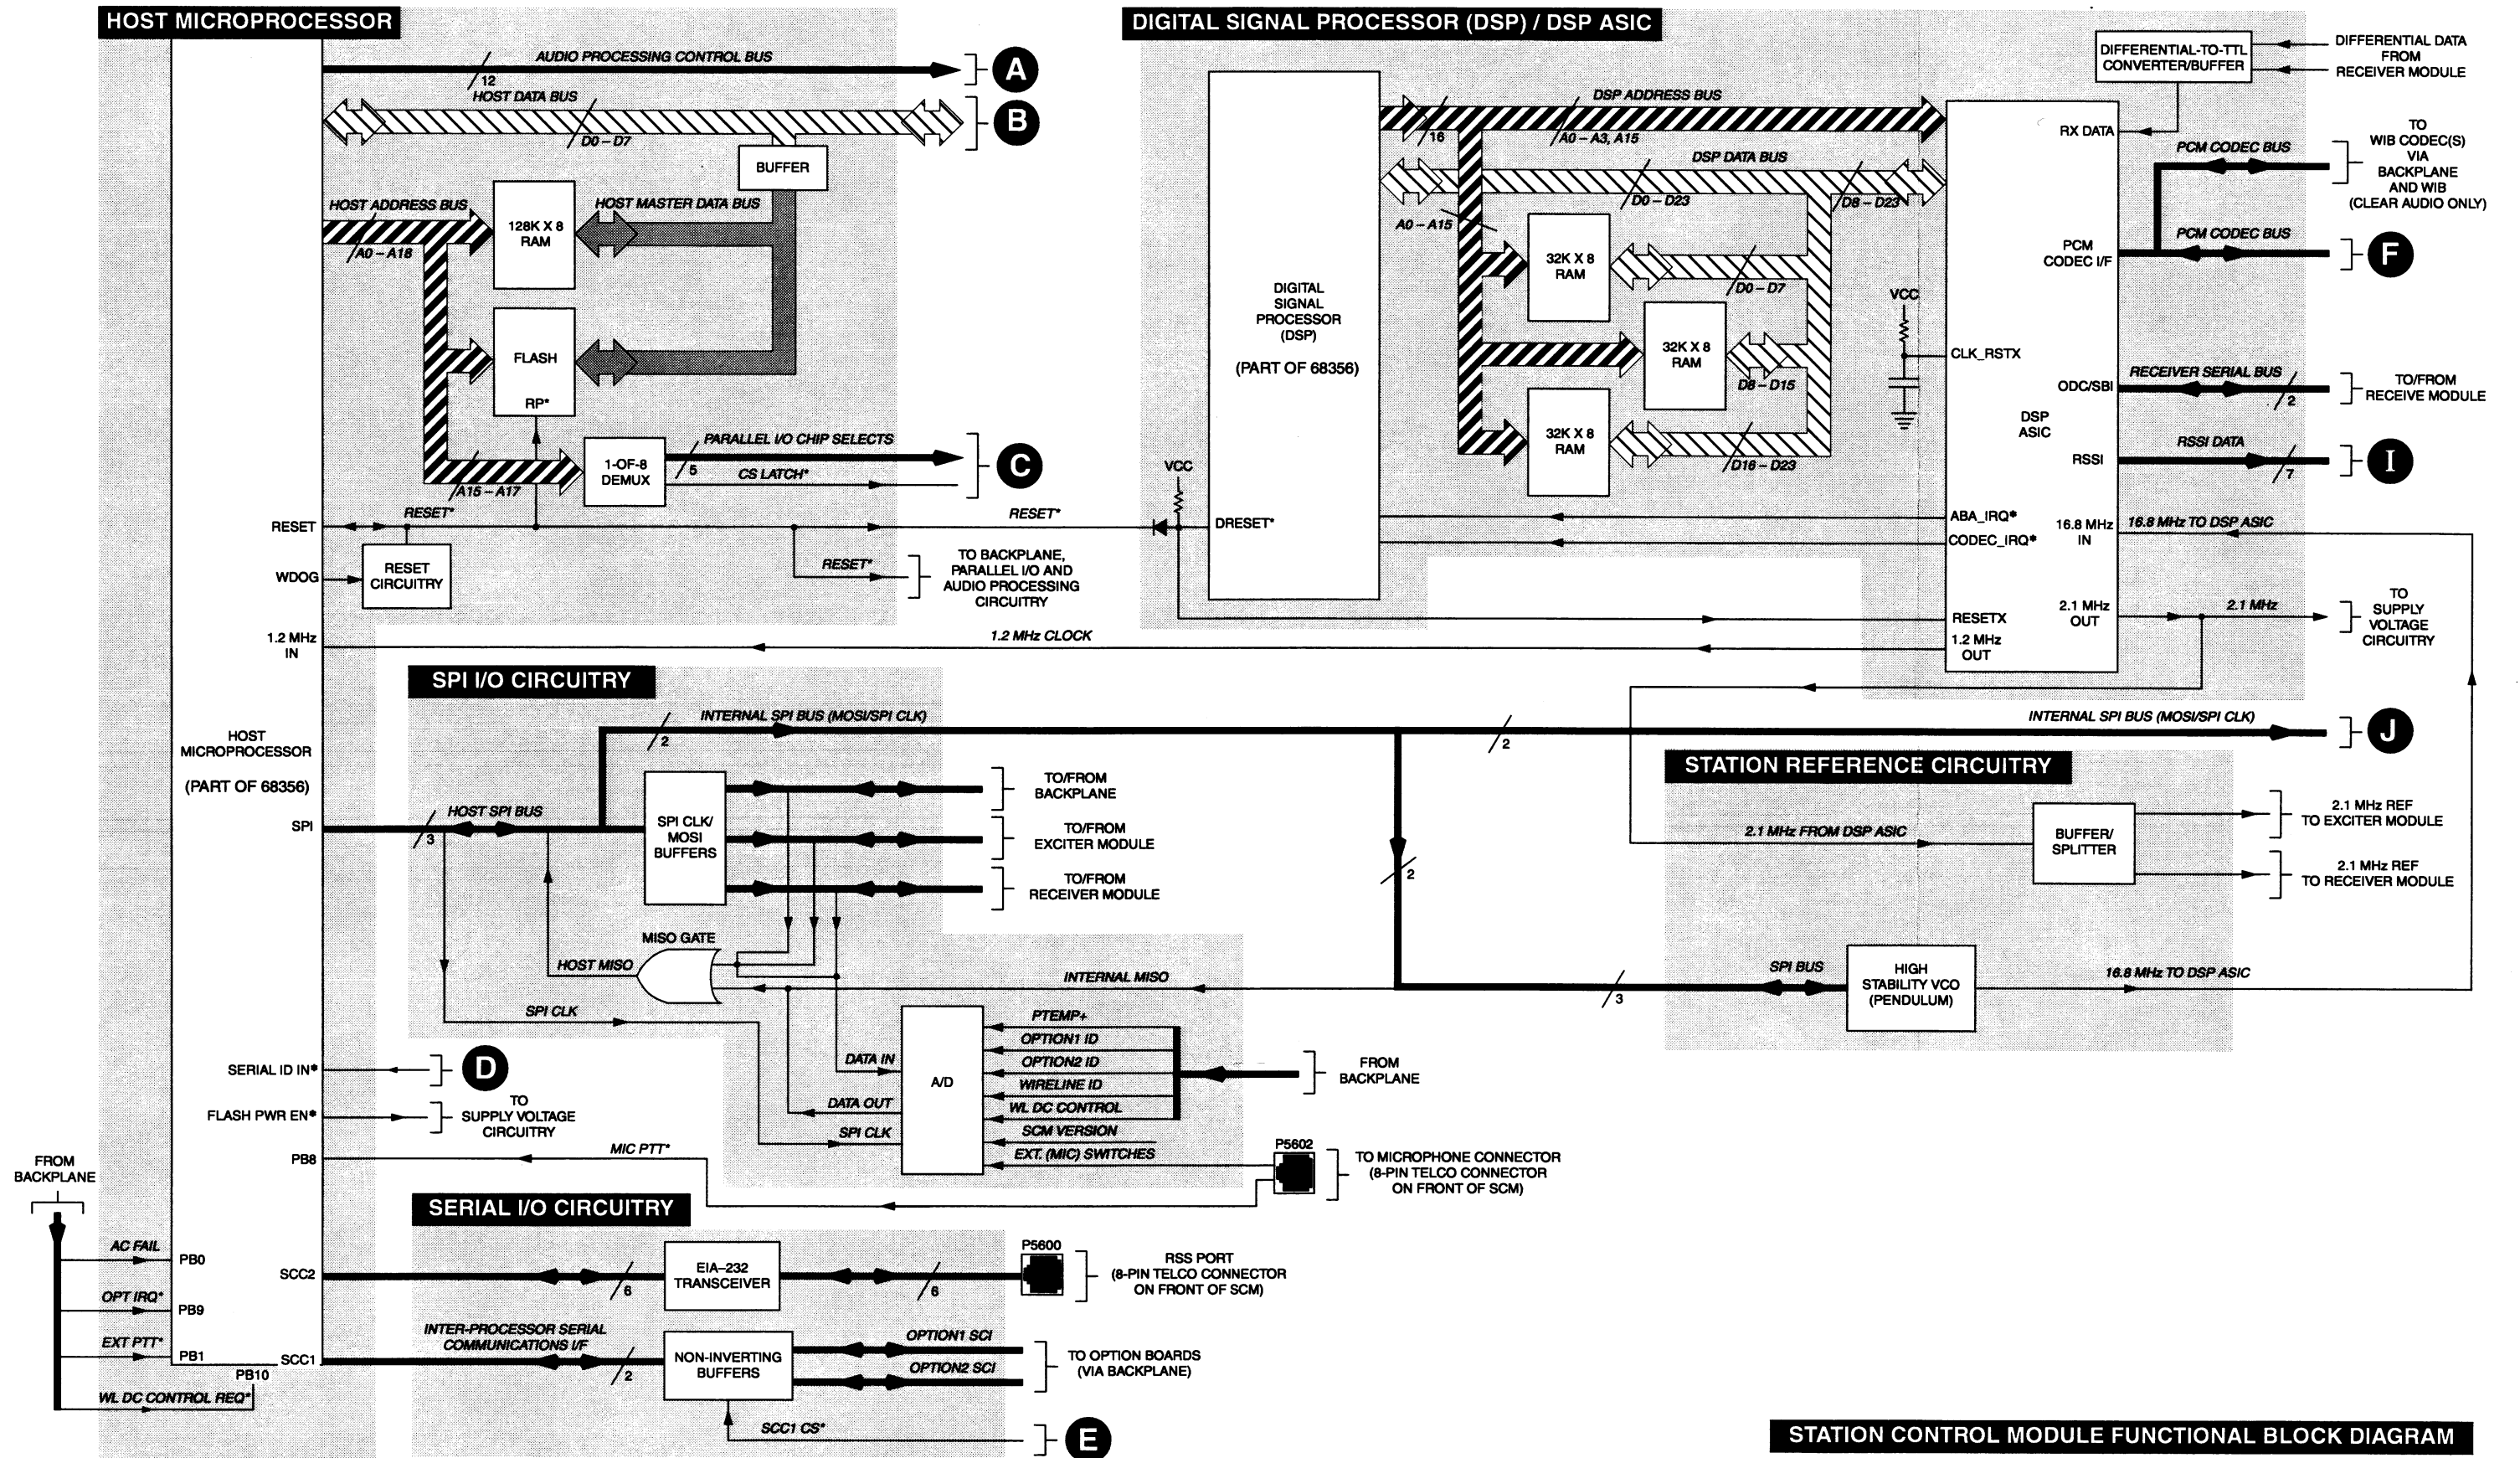 HOST MICROPROCESSOR
AUDIO PROCESSING CONTROL BUS
12
A
HOST DATA BUS
D0 – D7
B
BUFFER
HOST ADDRESS BUS
A0 – A18
128K X 8
RAM
HOST MASTER DATA BUS
FLASH
RP*
A15 – A17
1-OF-8
DEMUX
PARALLEL I/O CHIP SELECTS
5
CS LATCH*
C
RESET
RESET*
RESET*
WDOG
RESET
CIRCUITRY
RESET*
TO BACKPLANE,
PARALLEL I/O AND
AUDIO PROCESSING
CIRCUITRY
1.2 MHz
IN
1.2 MHz CLOCK
HOST
MICROPROCESSOR
(PART OF 68356)
DIGITAL SIGNAL PROCESSOR (DSP) / DSP ASIC
DIGITAL
SIGNAL
PROCESSOR
(DSP)
(PART OF 68356)
16
DSP ADDRESS BUS
A0 – A3, A15
DSP DATA BUS
D0 – D23
D8 – D23
A0 – A15
32K X 8
RAM
D0 – D7
32K X 8
RAM
D8 – D15
32K X 8
RAM
D16 – D23
VCC
DRESET*
VCC
CLK_RSTX
ABA_IRQ*
CODEC_IRQ*
RESETX
1.2 MHz
OUT
DIFFERENTIAL-TO-TTL
CONVERTER/BUFFER
DIFFERENTIAL DATA
FROM
RECEIVER MODULE
RX DATA
PCM CODEC BUS
TO
WIB CODEC(S)
VIA
BACKPLANE
AND WIB
(CLEAR AUDIO ONLY)
PCM
CODEC I/F
PCM CODEC BUS
F
ODC/SBI
RECEIVER SERIAL BUS
2
TO/FROM
RECEIVE MODULE
DSP
ASIC
RSSI
RSSI DATA
7
I
16.8 MHz
IN
16.8 MHz TO DSP ASIC
2.1 MHz
OUT
2.1 MHz
TO
SUPPLY
VOLTAGE
CIRCUITRY
SPI I/O CIRCUITRY
INTERNAL SPI BUS (MOSI/SPI CLK)
2
2
INTERNAL SPI BUS (MOSI/SPI CLK)
J
SPI
HOST SPI BUS
3
SPI CLK/
MOSI
BUFFERS
TO/FROM
BACKPLANE
TO/FROM
EXCITER MODULE
TO/FROM
RECEIVER MODULE
2
MISO GATE
HOST MISO
INTERNAL MISO
SPI CLK
DATA IN
DATA OUT
SPI CLK
A/D
PTEMP+
OPTION1 ID
OPTION2 ID
WIRELINE ID
WL DC CONTROL
SCM VERSION
EXT. (MIC) SWITCHES
FROM
BACKPLANE
STATION REFERENCE CIRCUITRY
2.1 MHz FROM DSP ASIC
BUFFER/
SPLITTER
2.1 MHz REF
TO EXCITER MODULE
2.1 MHz REF
TO RECEIVER MODULE
3
SPI BUS
HIGH
STABILITY VCO
(PENDULUM)
16.8 MHz TO DSP ASIC
SERIAL ID IN*
D
FLASH PWR EN*
TO
SUPPLY VOLTAGE
CIRCUITRY
PB8
MIC PTT*
P5602
TO MICROPHONE CONNECTOR
(8-PIN TELCO CONNECTOR
ON FRONT OF SCM)
FROM
BACKPLANE
AC FAIL
PB0
OPT IRQ*
PB9
EXT PTT*
PB1
PB10
WL DC CONTROL REQ*
SERIAL I/O CIRCUITRY
SCC2
6
EIA–232
TRANSCEIVER
6
P5600
RSS PORT
(8-PIN TELCO CONNECTOR
ON FRONT OF SCM)
SCC1
INTER-PROCESSOR SERIAL
COMMUNICATIONS I/F
2
NON-INVERTING
BUFFERS
OPTION1 SCI
OPTION2 SCI
TO OPTION BOARDS
(VIA BACKPLANE)
SCC1 CS*
E
STATION CONTROL MODULE FUNCTIONAL BLOCK DIAGRAM